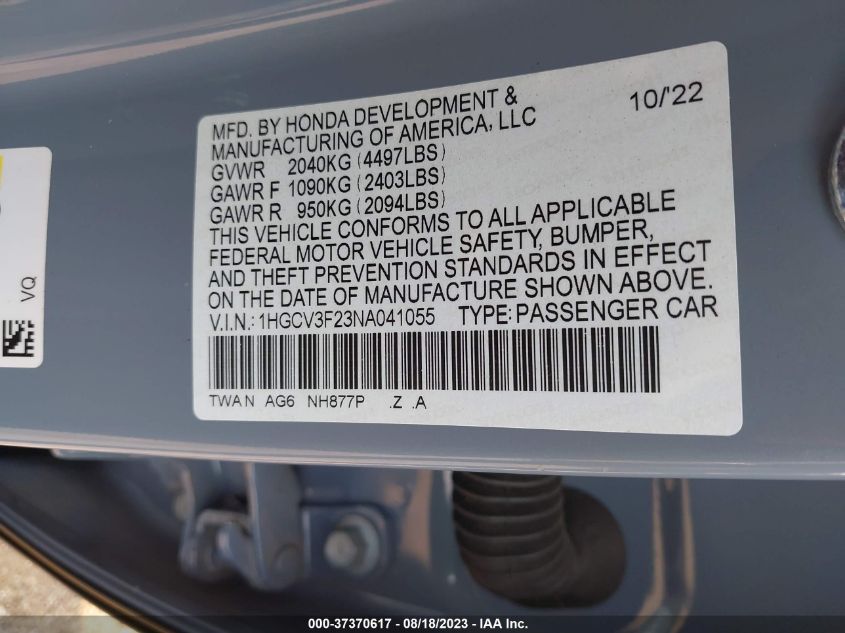 MFD. BY HONDA DEVELOPMENT & 10/'22
MANUFACTURING OF AMERICA, LLC
GVWR 2040KG (4497LBS)
GAWR F 1090KG (2403LBS)
GAWR R 950KG (2094LBS)
THIS VEHICLE CONFORMS TO ALL APPLICABLE
FEDERAL MOTOR VEHICLE SAFETY, BUMPER,
AND THEFT PREVENTION STANDARDS IN EFFECT
ON THE DATE OF MANUFACTURE SHOWN ABOVE.
V.I.N.: 1HGCV3F23NA041055 TYPE: PASSENGER CAR
TWA N AG6 NH877P .Z .A
VQ
000-37370617 - 08/18/2023 - IAA Inc.